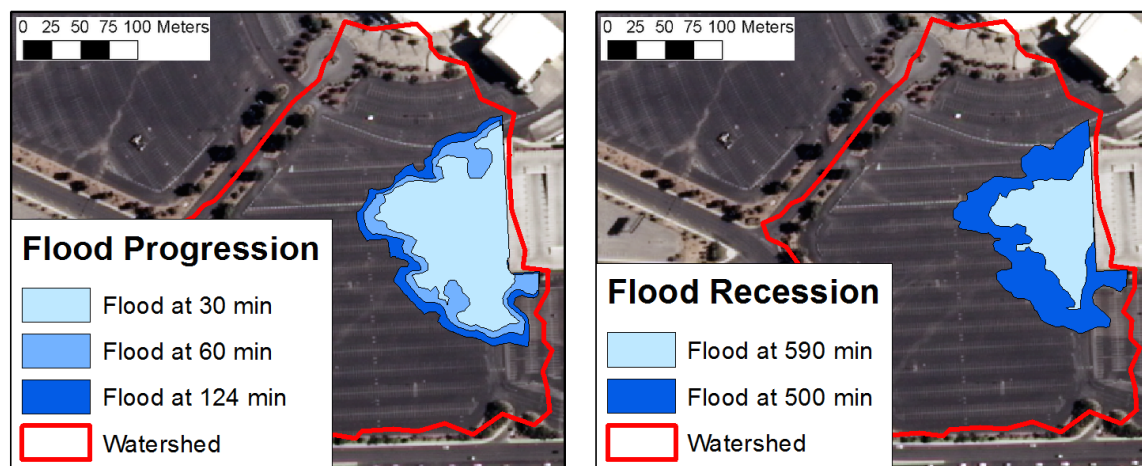 0 25 50 75 100 Meters
Flood Progression
Flood at 30 min
Flood at 60 min
Flood at 124 min
Watershed
0 25 50 75 100 Meters
Flood Recession
Flood at 590 min
Flood at 500 min
Watershed